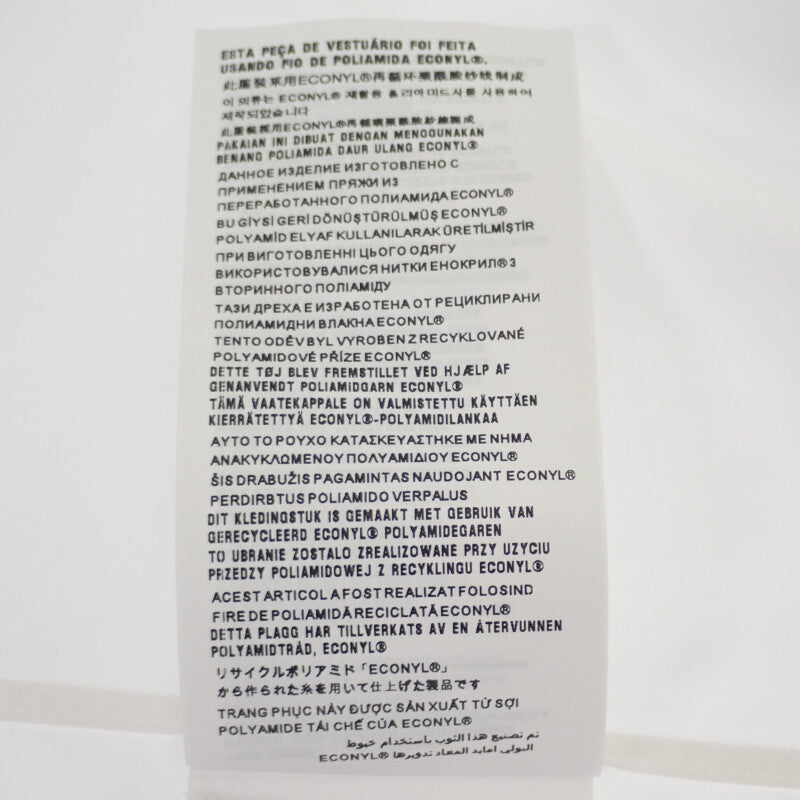 ESTA PEÇA DE VESTUÁRIO FOI FEITA
USANDO FIO DE POLIAMIDA ECONYL®.
此服裝采用ECONYL®再循环聚酰胺纱线制成
이 의류는 ECONYL® 재활용 폴리아미드사를 사용하여
제작되었습니다
此服裝採用ECONYL®再循環聚酰胺紗線製成
PAKAIAN INI DIBUAT DENGAN MENGGUNAKAN
BENANG POLIAMIDA DAUR ULANG ECONYL®
ДАННОЕ ИЗДЕЛИЕ ИЗГОТОВЛЕНО С
ПРИМЕНЕНИЕМ ПРЯЖИ ИЗ
ПЕРЕРАБОТАННОГО ПОЛИАМИДА ECONYL®
BU GİYSİ GERİ DÖNÜŞTÜRÜLMÜŞ ECONYL®
POLYAMİD ELYAF KULLANILARAK ÜRETİLMİŞTİR
ПРИ ВИГОТОВЛЕННІ ЦЬОГО ОДЯГУ
ВИКОРИСТОВУВАЛИСЯ НИТКИ ЕНОКРИЛ® З
ВТОРИННОГО ПОЛІАМІДУ
ТАЗИ ДРЕХА Е ИЗРАБОТЕНА ОТ РЕЦИКЛИРАНИ
ПОЛИАМИДНИ ВЛАКНА ECONYL®
TENTO ODĚV BYL VYROBEN Z RECYKLOVANÉ
POLYAMIDOVÉ PŘÍZE ECONYL®
DETTE TØJ BLEV FREMSTILLET VED HJÆLP AF
GENANVENDT POLIAMIDGARN ECONYL®
TÄMÄ VAATEKAPPALE ON VALMISTETTU KÄYTTÄEN
KIERRÄTETTYÄ ECONYL®-POLYAMIDILANKAA
ΑΥΤΟ ΤΟ ΡΟΥΧΟ ΚΑΤΑΣΚΕΥΑΣΤΗΚΕ ΜΕ ΝΗΜΑ
ΑΝΑΚΥΚΛΩΜΕΝΟΥ ΠΟΛΥΑΜΙΔΙΟΥ ECONYL®
ŠIS DRABUŽIS PAGAMINTAS NAUDOJANT ECONYL®
PERDIRBTUS POLIAMIDO VERPALUS
DIT KLEDINGSTUK IS GEMAAKT MET GEBRUIK VAN
GERECYCLEERD ECONYL® POLYAMIDEGAREN
TO UBRANIE ZOSTALO ZREALIZOWANE PRZY UZYCIU
PRZEDZY POLIAMIDOWEJ Z RECYKLINGU ECONYL®
ACEST ARTICOL A FOST REALIZAT FOLOSIND
FIRE DE POLIAMIDĂ RECICLATĂ ECONYL®
DETTA PLAGG HAR TILLVERKATS AV EN ÅTERVUNNEN
POLYAMIDTRÅD, ECONYL®
リサイクルポリアミド「ECONYL®」
から作られた糸を用いて仕上げた製品です
TRANG PHỤC NÀY ĐƯỢC SẢN XUẤT TỪ SỢI
POLYAMIDE TÁI CHẾ CỦA ECONYL®
تم تصنيع هذا الثوب باستخدام خيوط
البولي امايد المعاد تدويرها ECONYL®